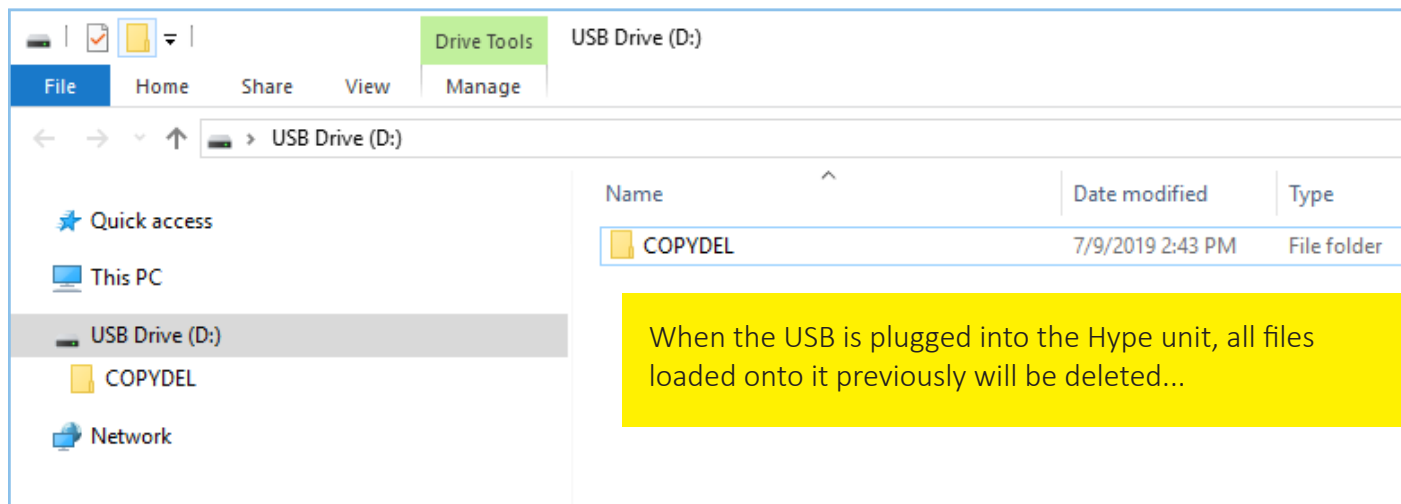 Drive Tools USB Drive (D:)
File Home Share View Manage
USB Drive (D:)
Name Date modified Type
Quick access
COPYDEL 7/9/2019 2:43 PM File folder
This PC
USB Drive (D:)
COPYDEL
Network
When the USB is plugged into the Hype unit, all files
loaded onto it previously will be deleted...